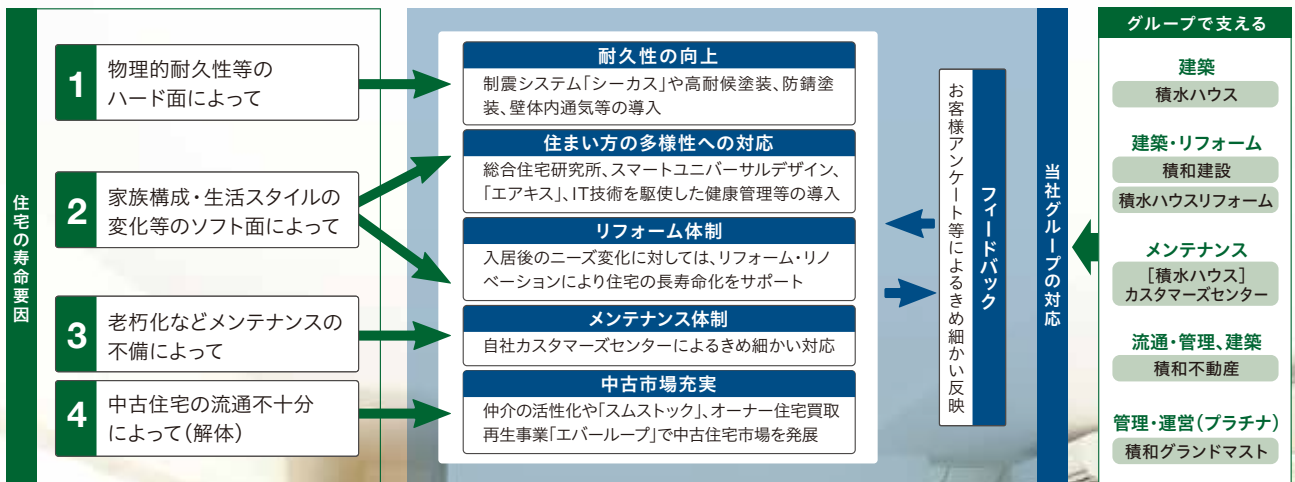 住宅の寿命要因
1
物理的耐久性等の
ハード面によって
2
家族構成・生活スタイルの
変化等のソフト面によって
3
老朽化などメンテナンスの
不備によって
4
中古住宅の流通不十分
によって(解体)
耐久性の向上
制震システム「シーカス」や高耐候塗装、防錆塗
装、壁体内通気等の導入
住まい方の多様性への対応
総合住宅研究所、スマートユニバーサルデザイン、
「エアキス」、IT技術を駆使した健康管理等の導入
リフォーム体制
入居後のニーズ変化に対しては、リフォーム・リノ
ベーションにより住宅の長寿命化をサポート
メンテナンス体制
自社カスタマーズセンターによるきめ細かい対応
中古市場充実
仲介の活性化や「スムストック」、オーナー住宅買取
再生事業「エバーループ」で中古住宅市場を発展
フィードバック
お客様アンケート等によるきめ細かい反映
当社グループの対応
グループで支える
建築
積水ハウス
建築・リフォーム
積和建設
積水ハウスリフォーム
メンテナンス
[積水ハウス]
カスタマーズセンター
流通・管理、建築
積和不動産
管理・運営(プラチナ)
積和グランドマスト